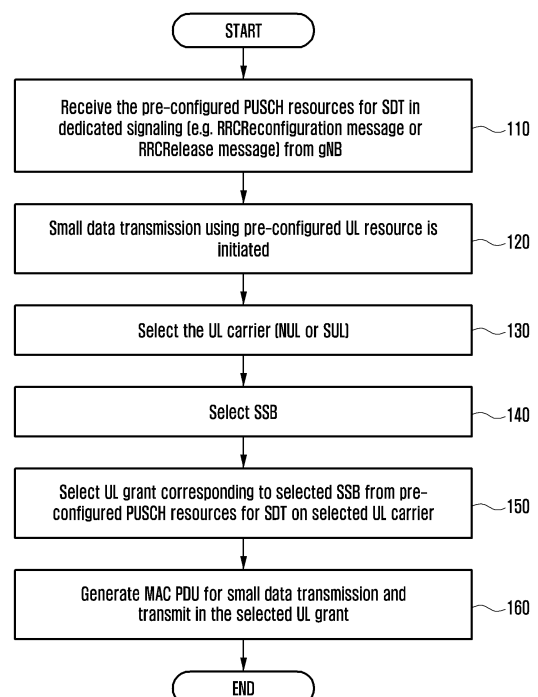 START
Receive the pre-configured PUSCH resources for SDT in
dedicated signaling (e.g. RRCReconfiguration message or
RRCRelease message) from gNB
110
Small data transmission using pre-configured UL resource is
initiated
120
Select the UL carrier (NUL or SUL)
130
Select SSB
140
Select UL grant corresponding to selected SSB from pre-
configured PUSCH resources for SDT on selected UL carrier
150
Generate MAC PDU for small data transmission and
transmit in the selected UL grant
160
END